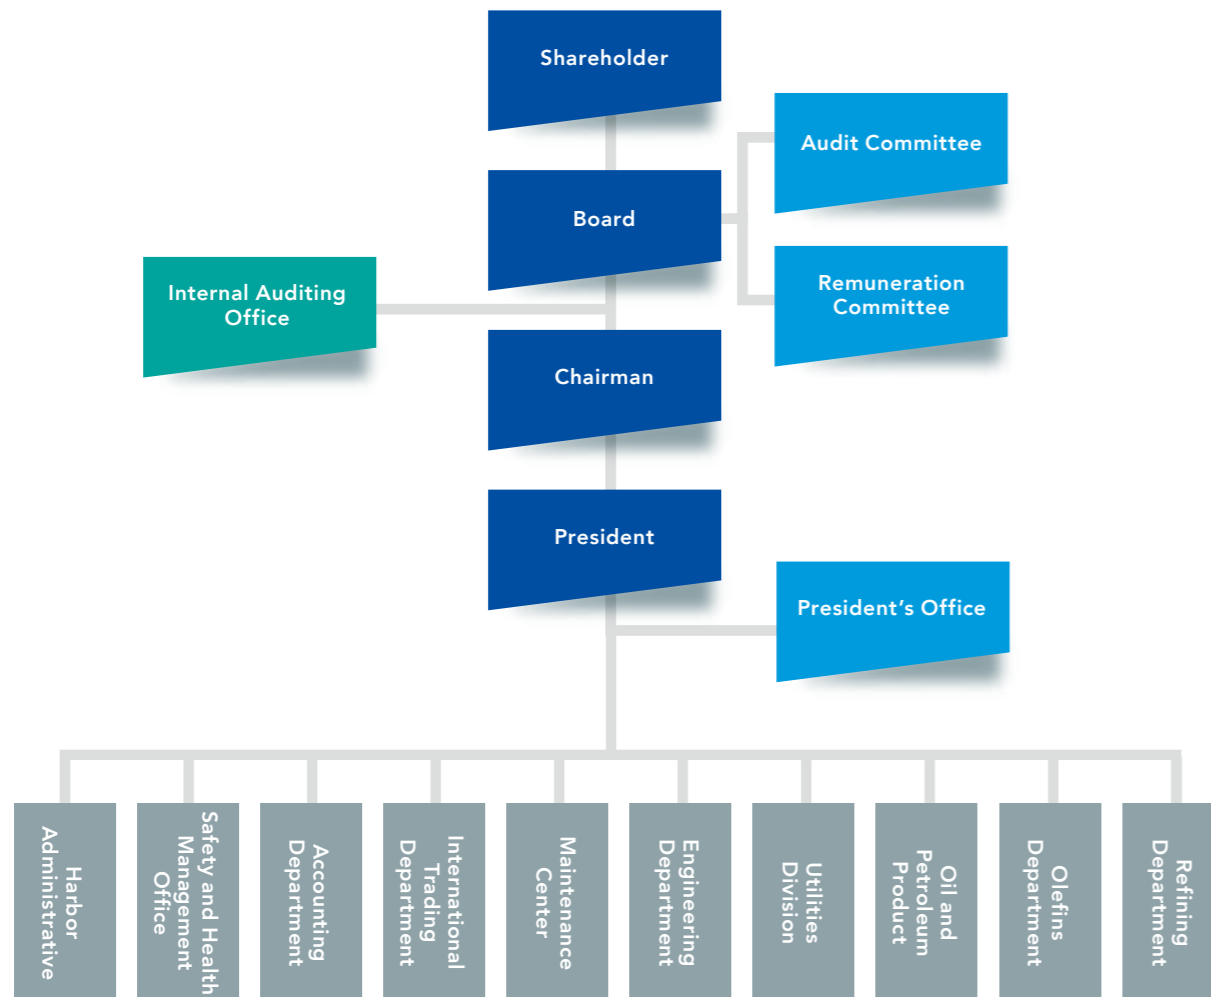 Shareholder
Audit Committee
Board
Remuneration
Committee
Internal Auditing
Office
Chairman
President
President's Office
Harbor
Administrative
Safety and Health
Management
Office
Accounting
Department
International
Trading
Department
Maintenance
Center
Engineering
Department
Utilities
Division
Oil and
Petroleum
Product
Olefins
Department
Refining
Department